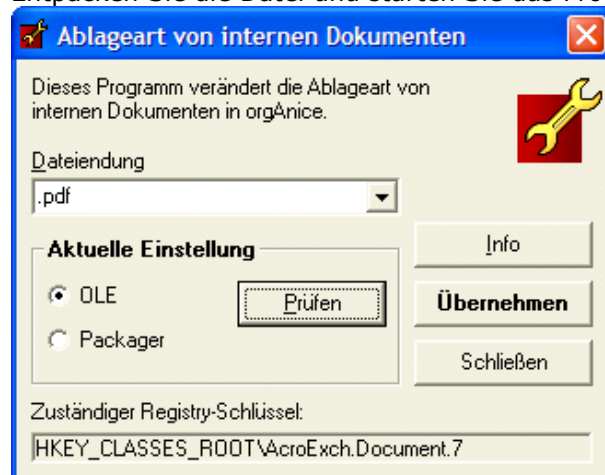 Ablageart von internen Dokumenten
Dieses Programm verändert die Ablageart von
internen Dokumenten in orgAnice.
Dateiendung
.pdf
Aktuelle Einstellung
OLE
Packager
Prüfen
Info
Übernehmen
Schließen
Zuständiger Registry-Schlüssel:
HKEY_CLASSES_ROOT\AcroExch.Document.7